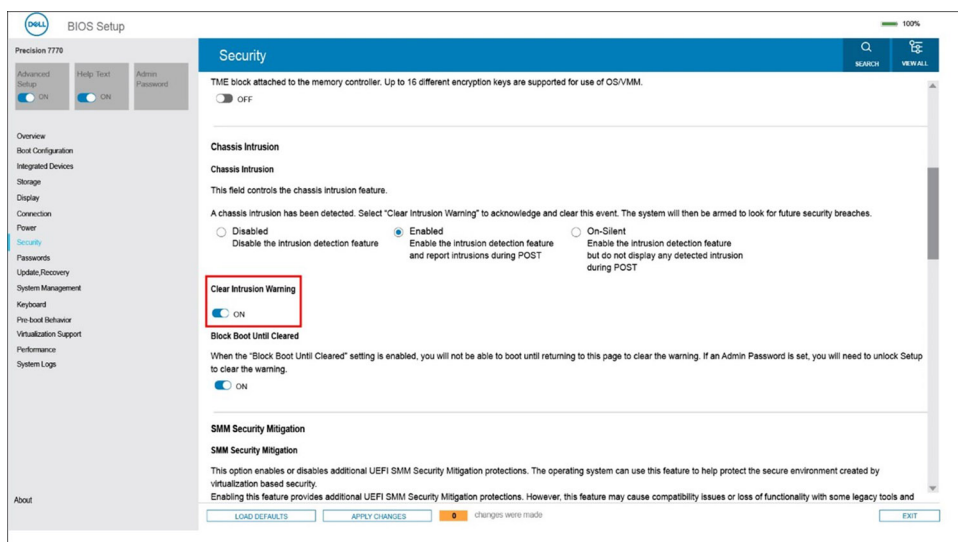 DELL
BIOS Setup
100%
Precision 7770
Advanced Setup
ON
Help Text
ON
Admin Password
Overview
Boot Configuration
Integrated Devices
Storage
Display
Connection
Power
Security
Passwords
Update,Recovery
System Management
Keyboard
Pre-boot Behavior
Virtualization Support
Performance
System Logs
About
Security
SEARCH
VIEW ALL
TME block attached to the memory controller. Up to 16 different encryption keys are supported for use of OS/VMM.
OFF
Chassis Intrusion
Chassis Intrusion
This field controls the chassis intrusion feature.
A chassis intrusion has been detected. Select "Clear Intrusion Warning" to acknowledge and clear this event. The system will then be armed to look for future security breaches.
Disabled
Disable the intrusion detection feature
Enabled
Enable the intrusion detection feature
and report intrusions during POST
On-Silent
Enable the intrusion detection feature
but do not display any detected intrusion
during POST
Clear Intrusion Warning
ON
Block Boot Until Cleared
When the "Block Boot Until Cleared" setting is enabled, you will not be able to boot until returning to this page to clear the warning. If an Admin Password is set, you will need to unlock Setup
to clear the warning.
ON
SMM Security Mitigation
SMM Security Mitigation
This option enables or disables additional UEFI SMM Security Mitigation protections. The operating system can use this feature to help protect the secure environment created by
virtualization based security.
Enabling this feature provides additional UEFI SMM Security Mitigation protections. However, this feature may cause compatibility issues or loss of functionality with some legacy tools and
LOAD DEFAULTS
APPLY CHANGES
0
changes were made
EXIT